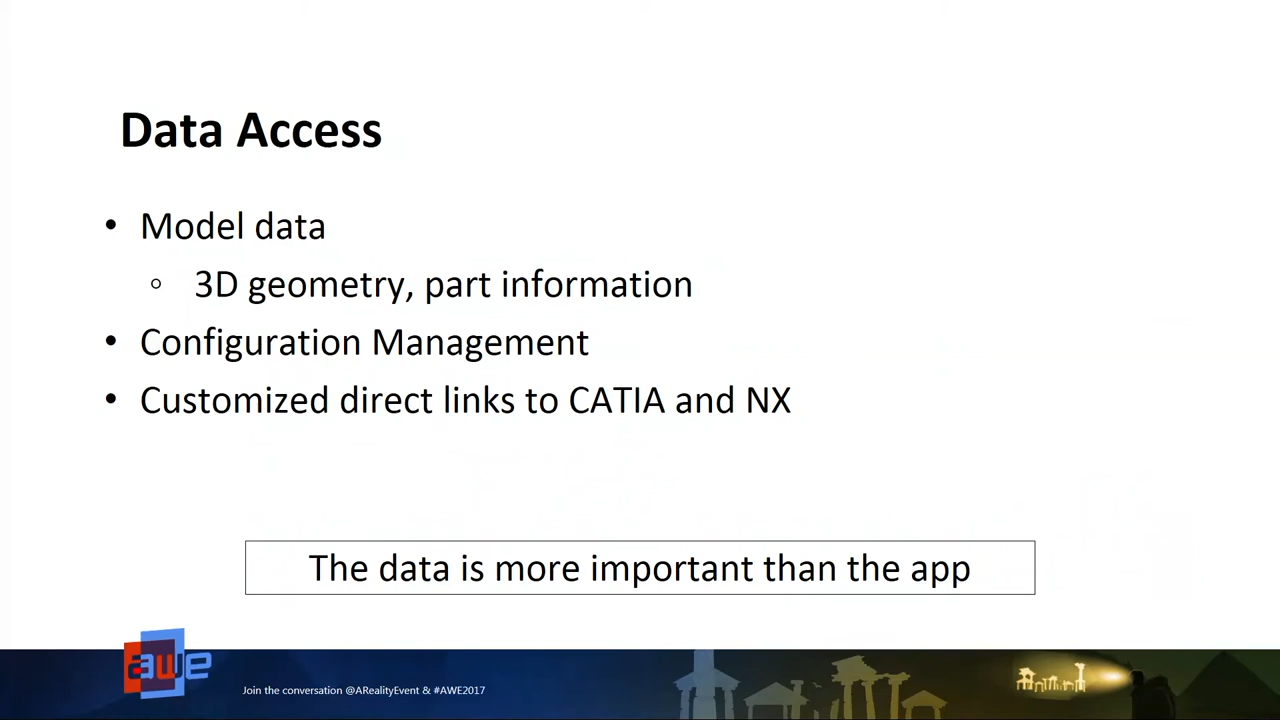 Data Access
• Model data
◦ 3D geometry, part information
• Configuration Management
• Customized direct links to CATIA and NX
The data is more important than the app
awe
Join the conversation @ARealityEvent & #AWE2017